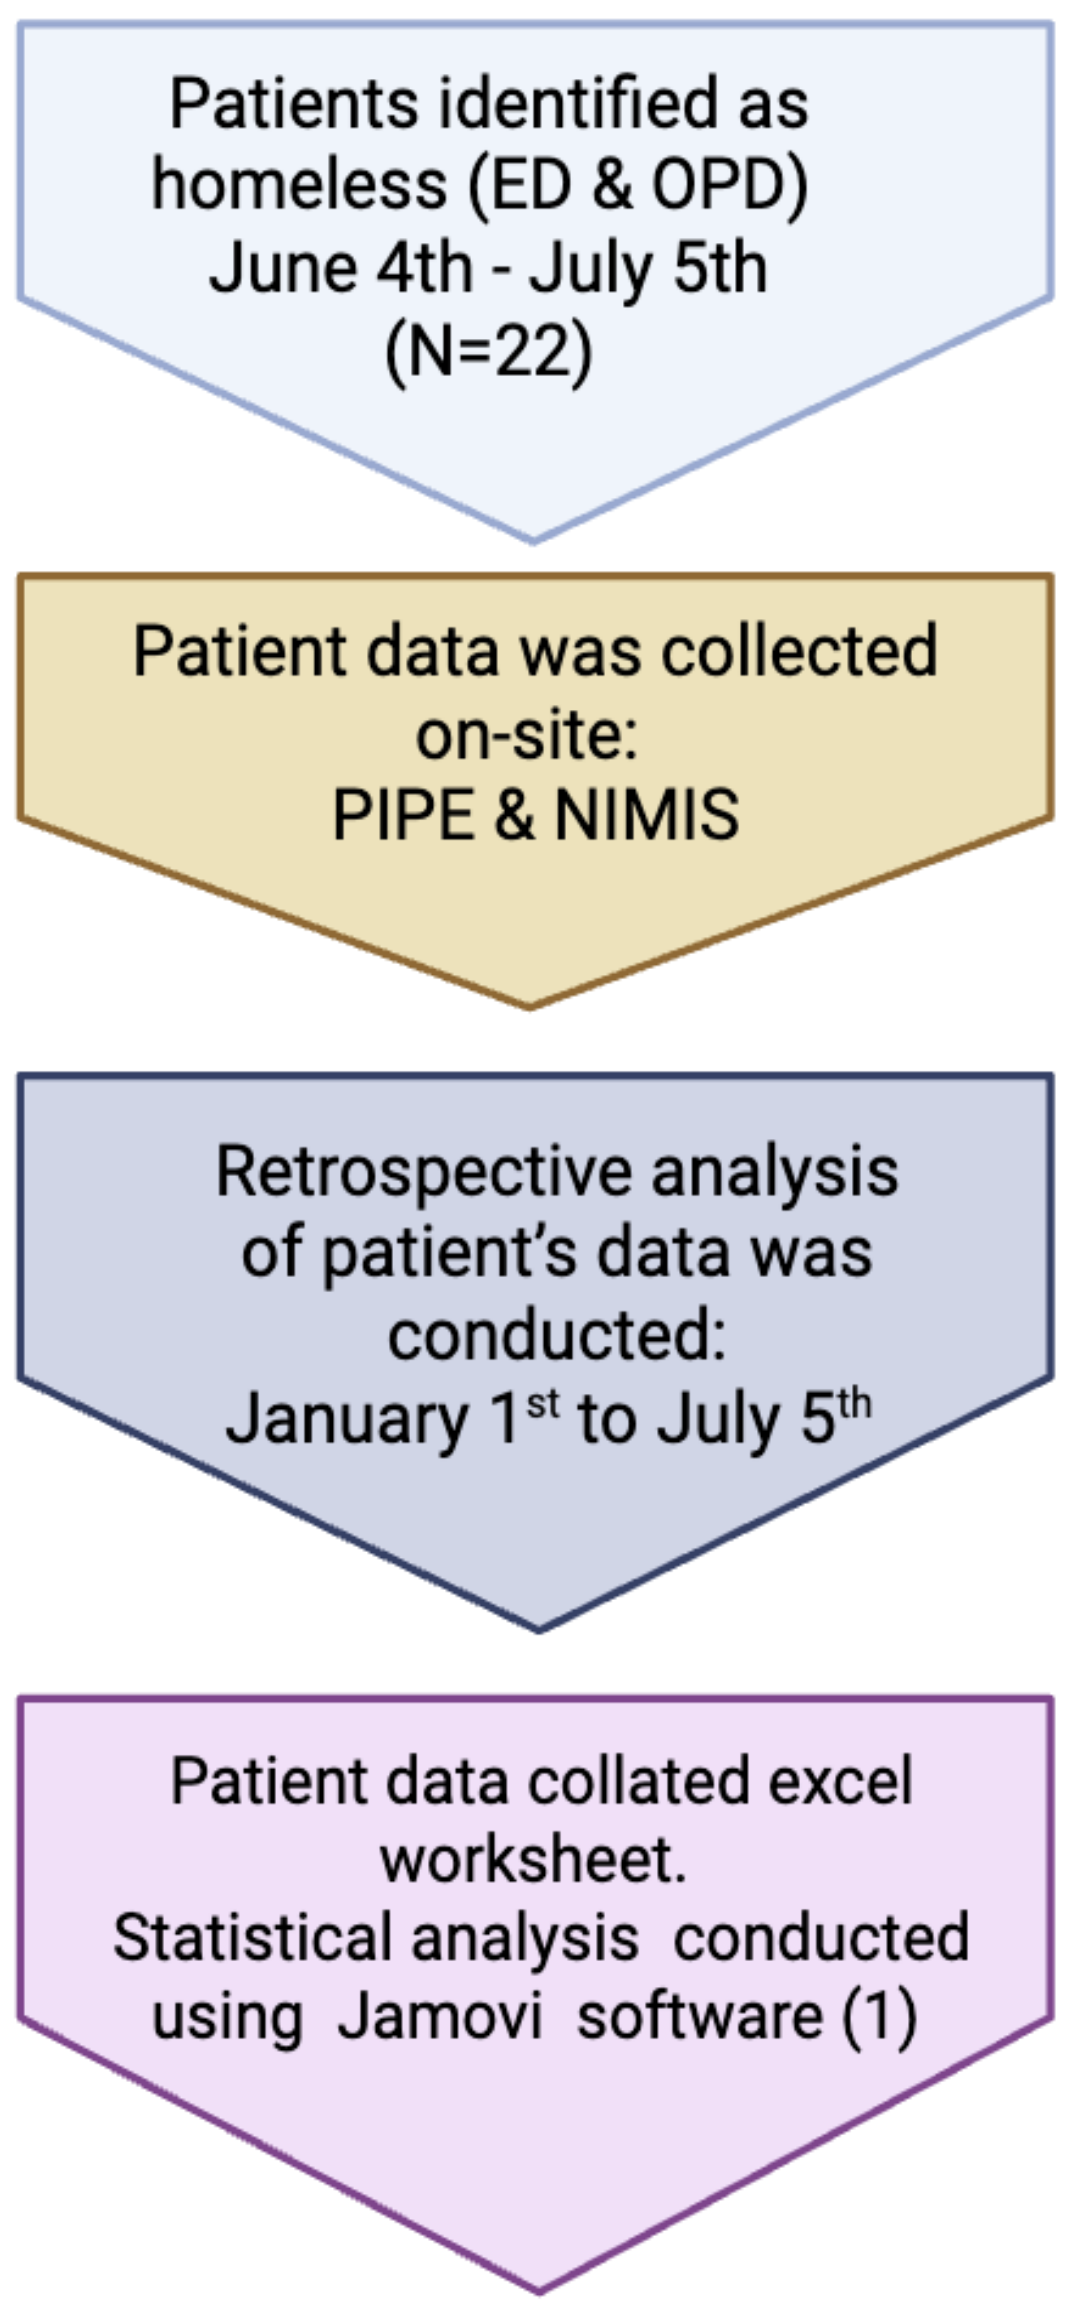 Patients identified as
homeless (ED & OPD)
June 4th - July 5th
(N=22)
Patient data was collected
on-site:
PIPE & NIMIS
Retrospective analysis
of patient’s data was
conducted:
January 1st to July 5th
Patient data collated excel
worksheet.
Statistical analysis  conducted
using  Jamovi  software (1)